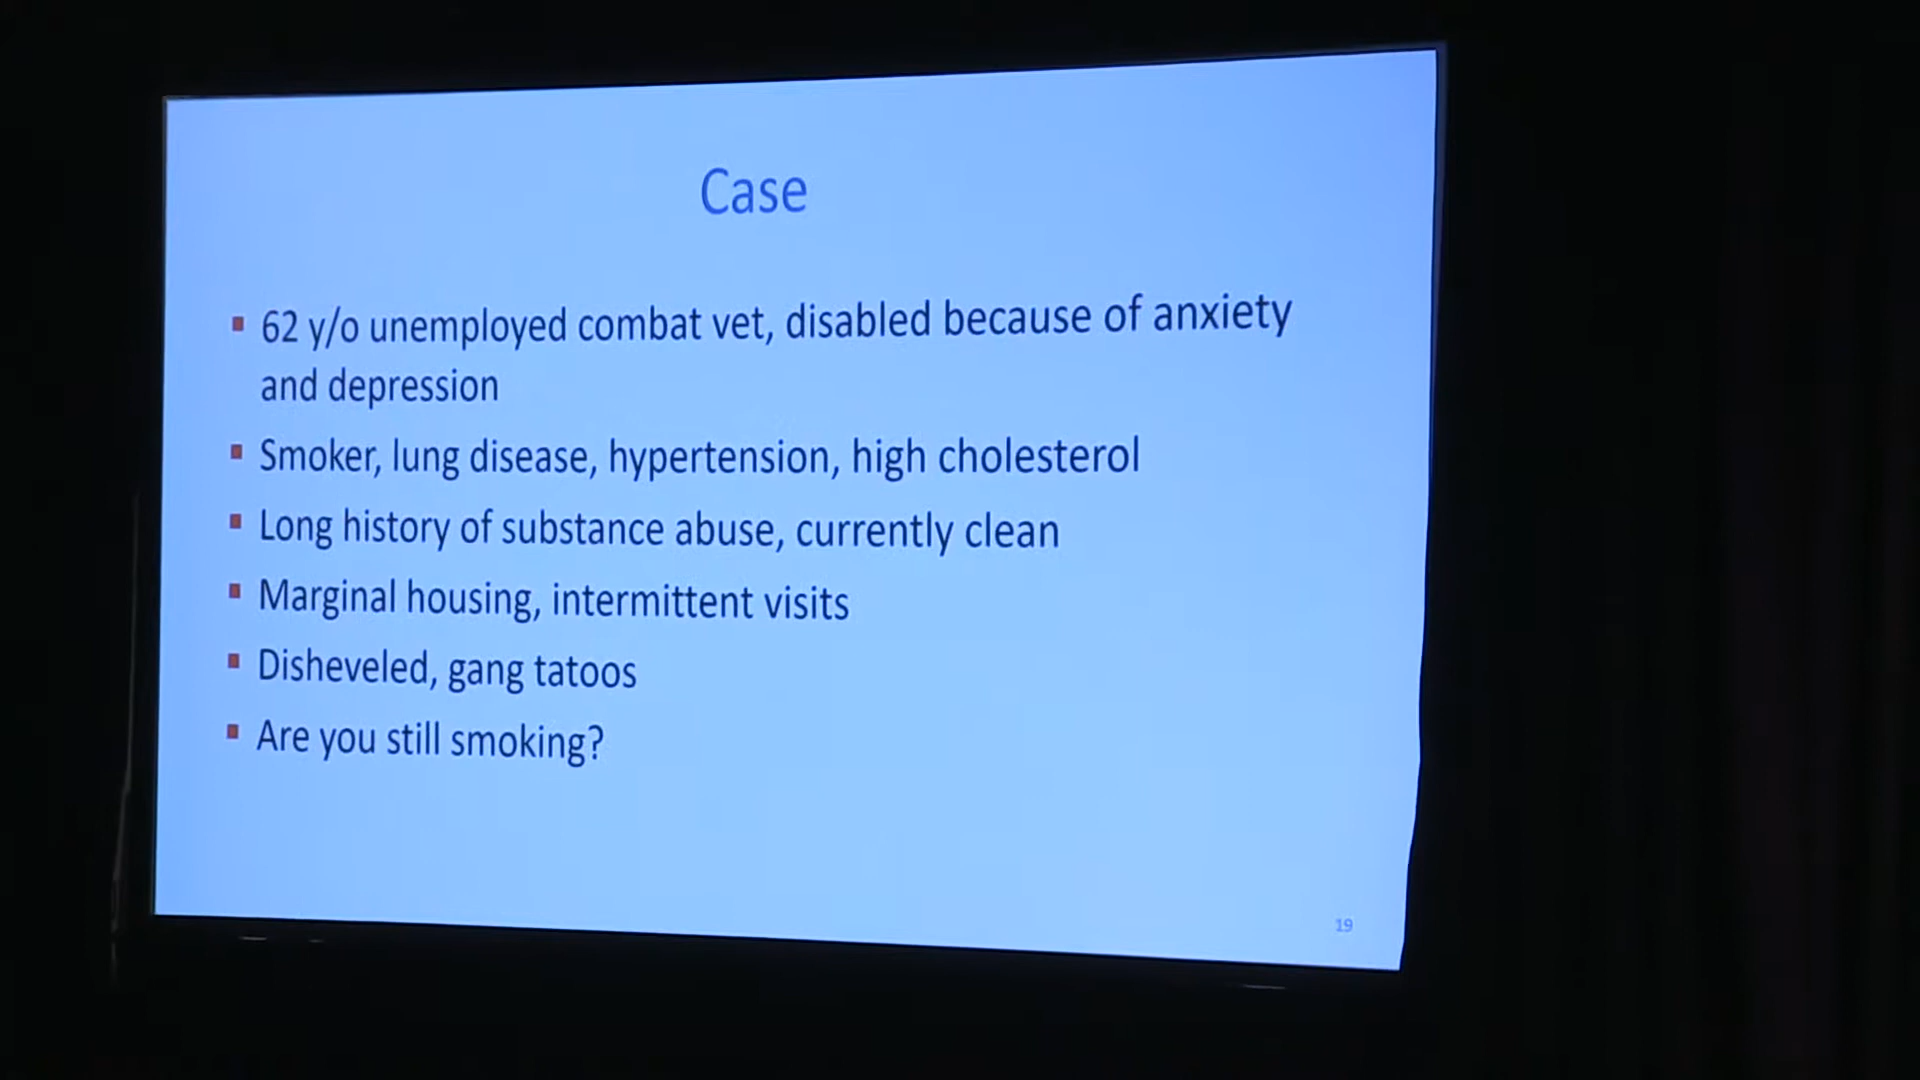 Case
▪ 62 y/o unemployed combat vet, disabled because of anxiety
and depression
▪ Smoker, lung disease, hypertension, high cholesterol
▪ Long history of substance abuse, currently clean
▪ Marginal housing, intermittent visits
▪ Disheveled, gang tatoos
▪ Are you still smoking?
19